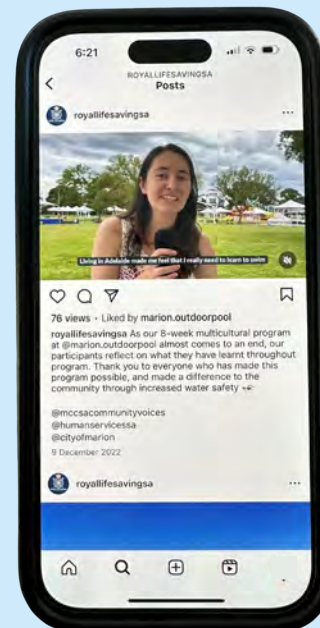 6:21
ROYALLIFESAVINGSA
Posts
royallifesavingsa
Living in Adelaide made me feel that I really need to learn to swim
76 views · Liked by marion.outdoorpool
royallifesavingsa As our 8-week multicultural program
at @marion.outdoorpool almost comes to an end, our
participants reflect on what they have learnt throughout
program. Thank you to everyone who has made this
program possible, and made a difference to the
community through increased water safety
@mccsacommunityvoices
@humanservicessa
@cityofmarion
9 December 2022
royallifesavingsa